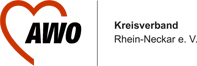 AWO
Kreisverband
Rhein-Neckar e. V.